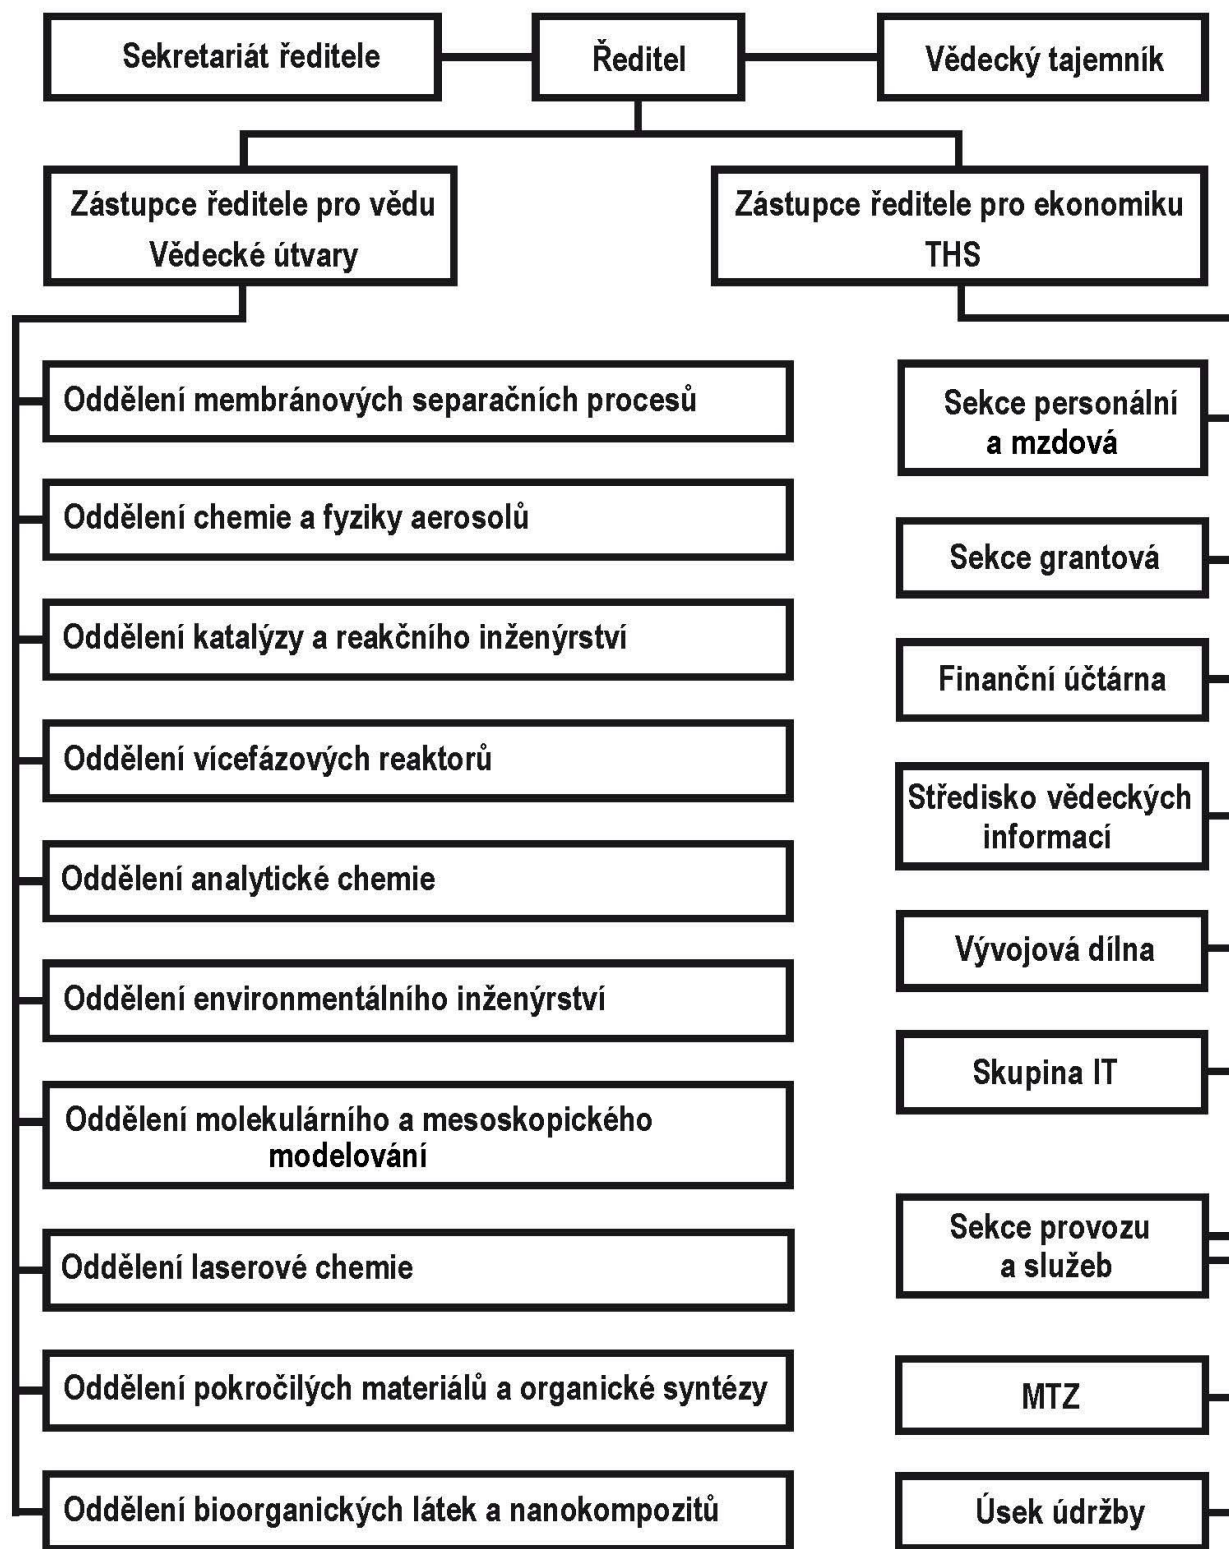 Sekretariát ředitele
Ředitel
Vědecký tajemník
Zástupce ředitele pro vědu
Vědecké útvary
Zástupce ředitele pro ekonomiku
THS
Oddělení membránových separačních procesů
Oddělení chemie a fyziky aerosolů
Oddělení katalýzy a reakčního inženýrství
Oddělení vícefázových reaktorů
Oddělení analytické chemie
Oddělení environmentálního inženýrství
Oddělení molekulárního a mesoskopického
modelování
Oddělení laserové chemie
Oddělení pokročilých materiálů a organické syntézy
Oddělení bioorganických látek a nanokompozitů
Sekce personální
a mzdová
Sekce grantová
Finanční účtárna
Středisko vědeckých
informací
Vývojová dílna
Skupina IT
Sekce provozu
a služeb
MTZ
Úsek údržby